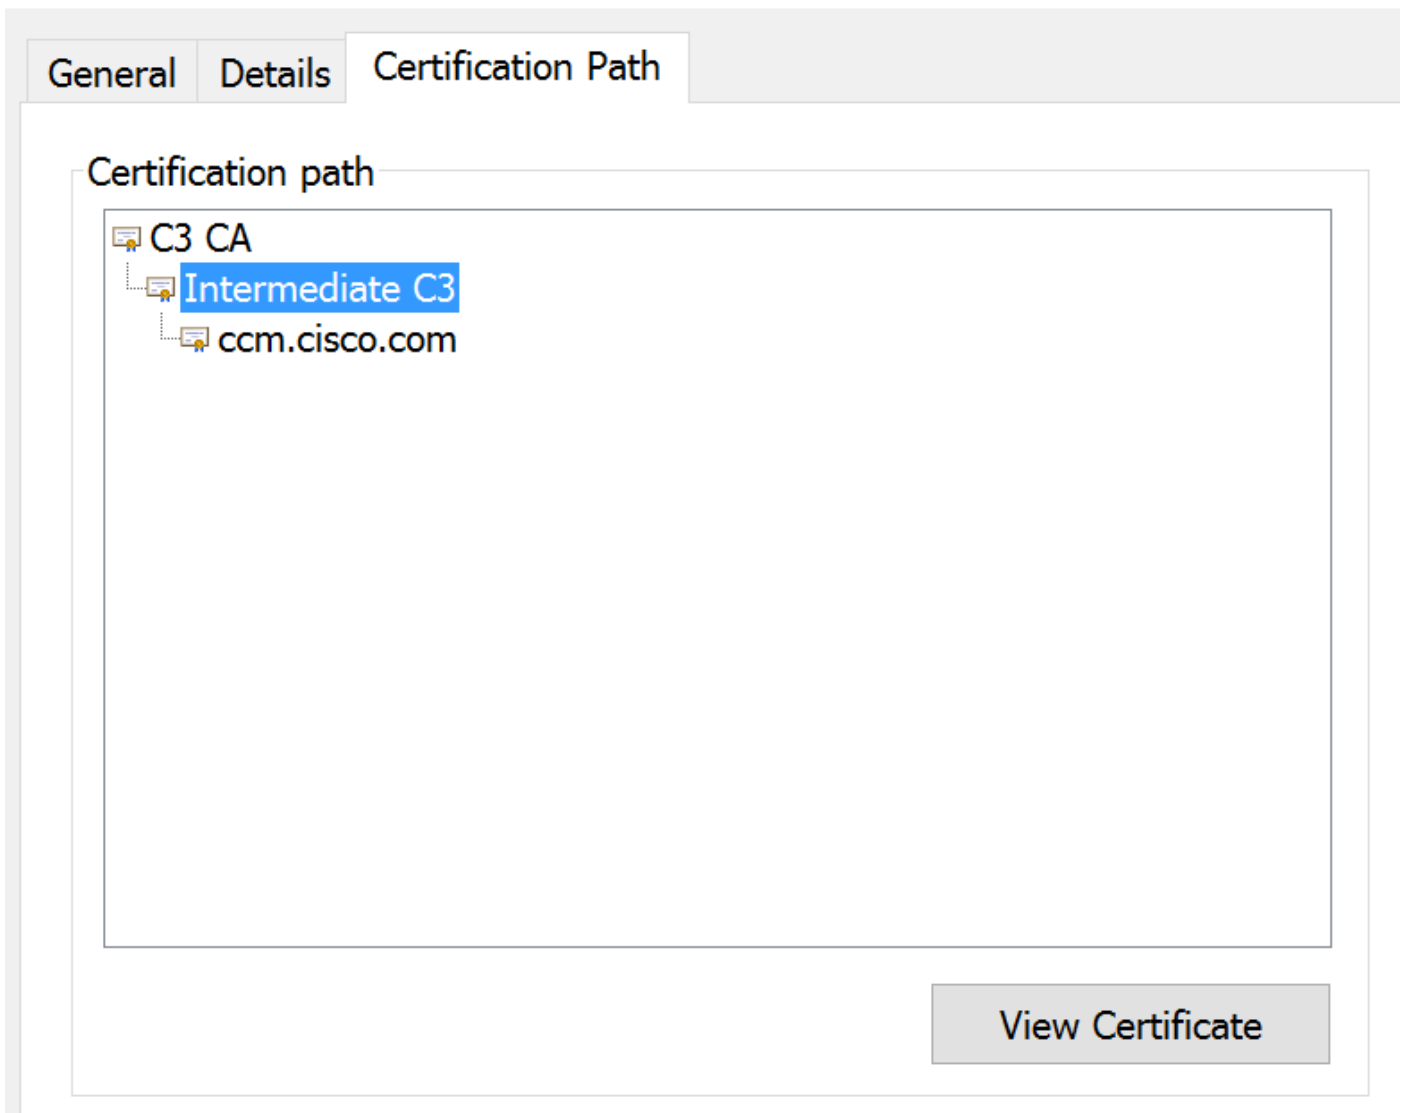 General Details Certification Path
Certification path
C3 CA
Intermediate C3
ccm.cisco.com
View Certificate